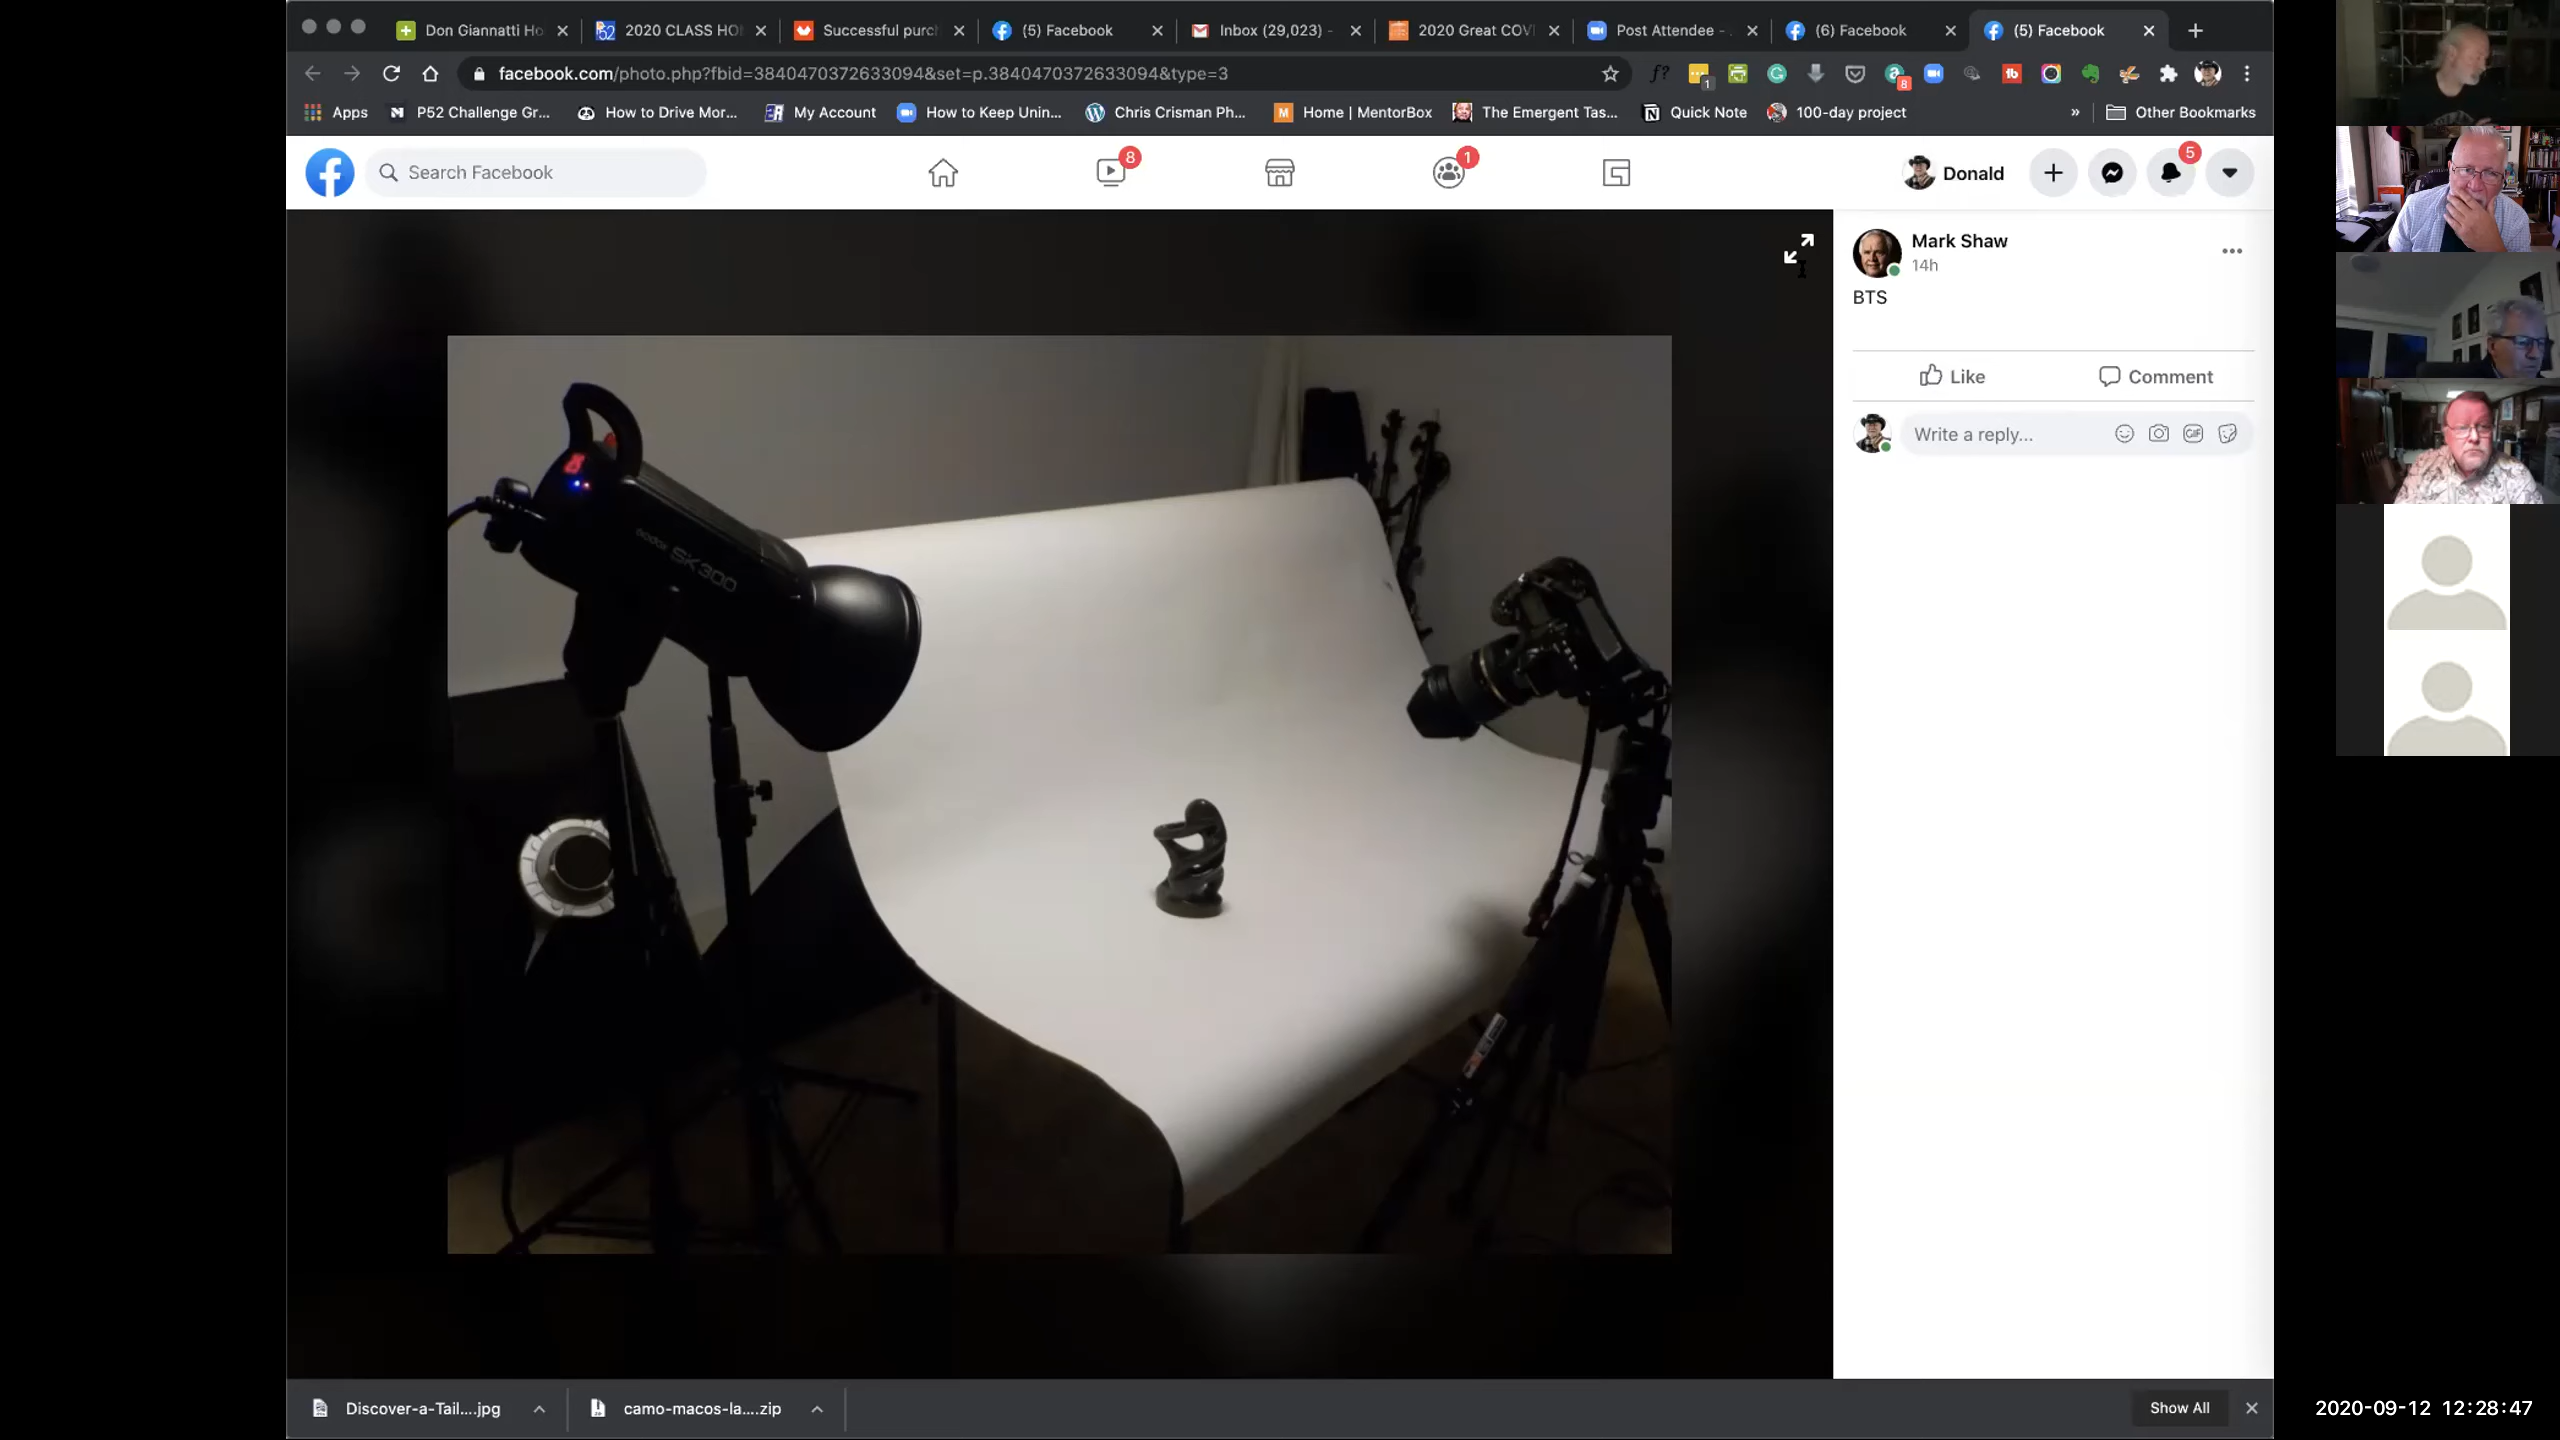 Don Giannatti Ho
2020 CLASS HO
Successful purch
(5) Facebook
Inbox (29,023) -
2020 Great COV
Post Attendee -
(6) Facebook
(5) Facebook
facebook.com/photo.php?fbid=3840470372633094&set=p.3840470372633094&type=3
Apps
P52 Challenge Gr...
How to Drive Mor...
My Account
How to Keep Unin...
Chris Crisman Ph...
Home | MentorBox
The Emergent Tas...
Quick Note
100-day project
»
Other Bookmarks
Search Facebook
8
1
Donald
5
Mark Shaw
14h
BTS
Like
Comment
Write a reply...
GIF
godox SK300
Discover-a-Tail....jpg
camo-macos-la....zip
Show All
2020-09-12 12:28:47